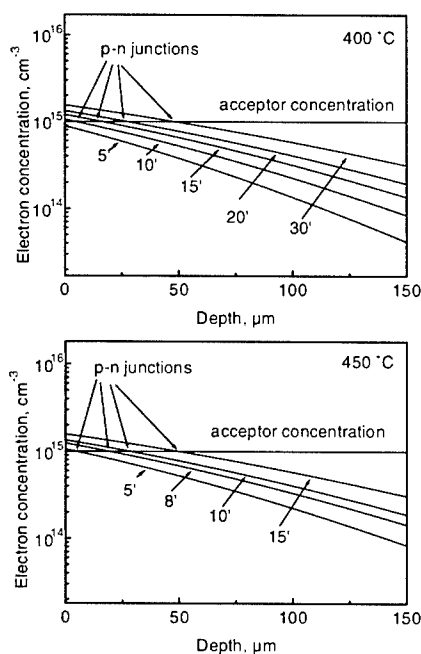 Electron concentration, cm-3
10^16
10^15
10^14
400 ˚C
p-n junctions
acceptor concentration
5'
10'
15'
20'
30'
0
50
100
150
Depth, µm
Electron concentration, cm-3
10^16
10^15
10^14
450 ˚C
p-n junctions
acceptor concentration
5'
8'
10'
15'
0
50
100
150
Depth, µm